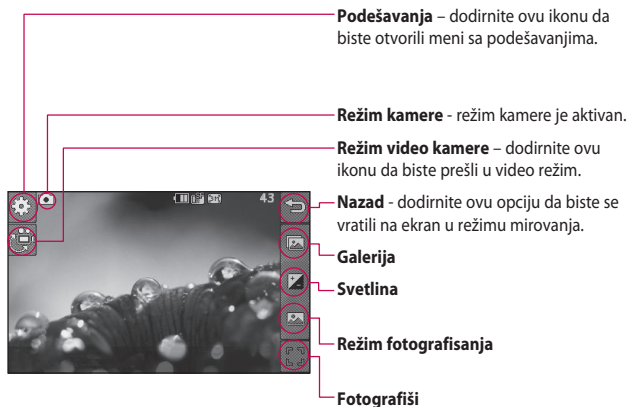 Podešavanja – dodirnite ovu ikonu da
biste otvorili meni sa podešavanjima.
Režim kamere - režim kamere je aktivan.
Režim video kamere – dodirnite ovu
ikonu da biste prešli u video režim.
43
Nazad - dodirnite ovu opciju da biste se
vratili na ekran u režimu mirovanja.
Galerija
Svetlina
Režim fotografisanja
Fotografiši